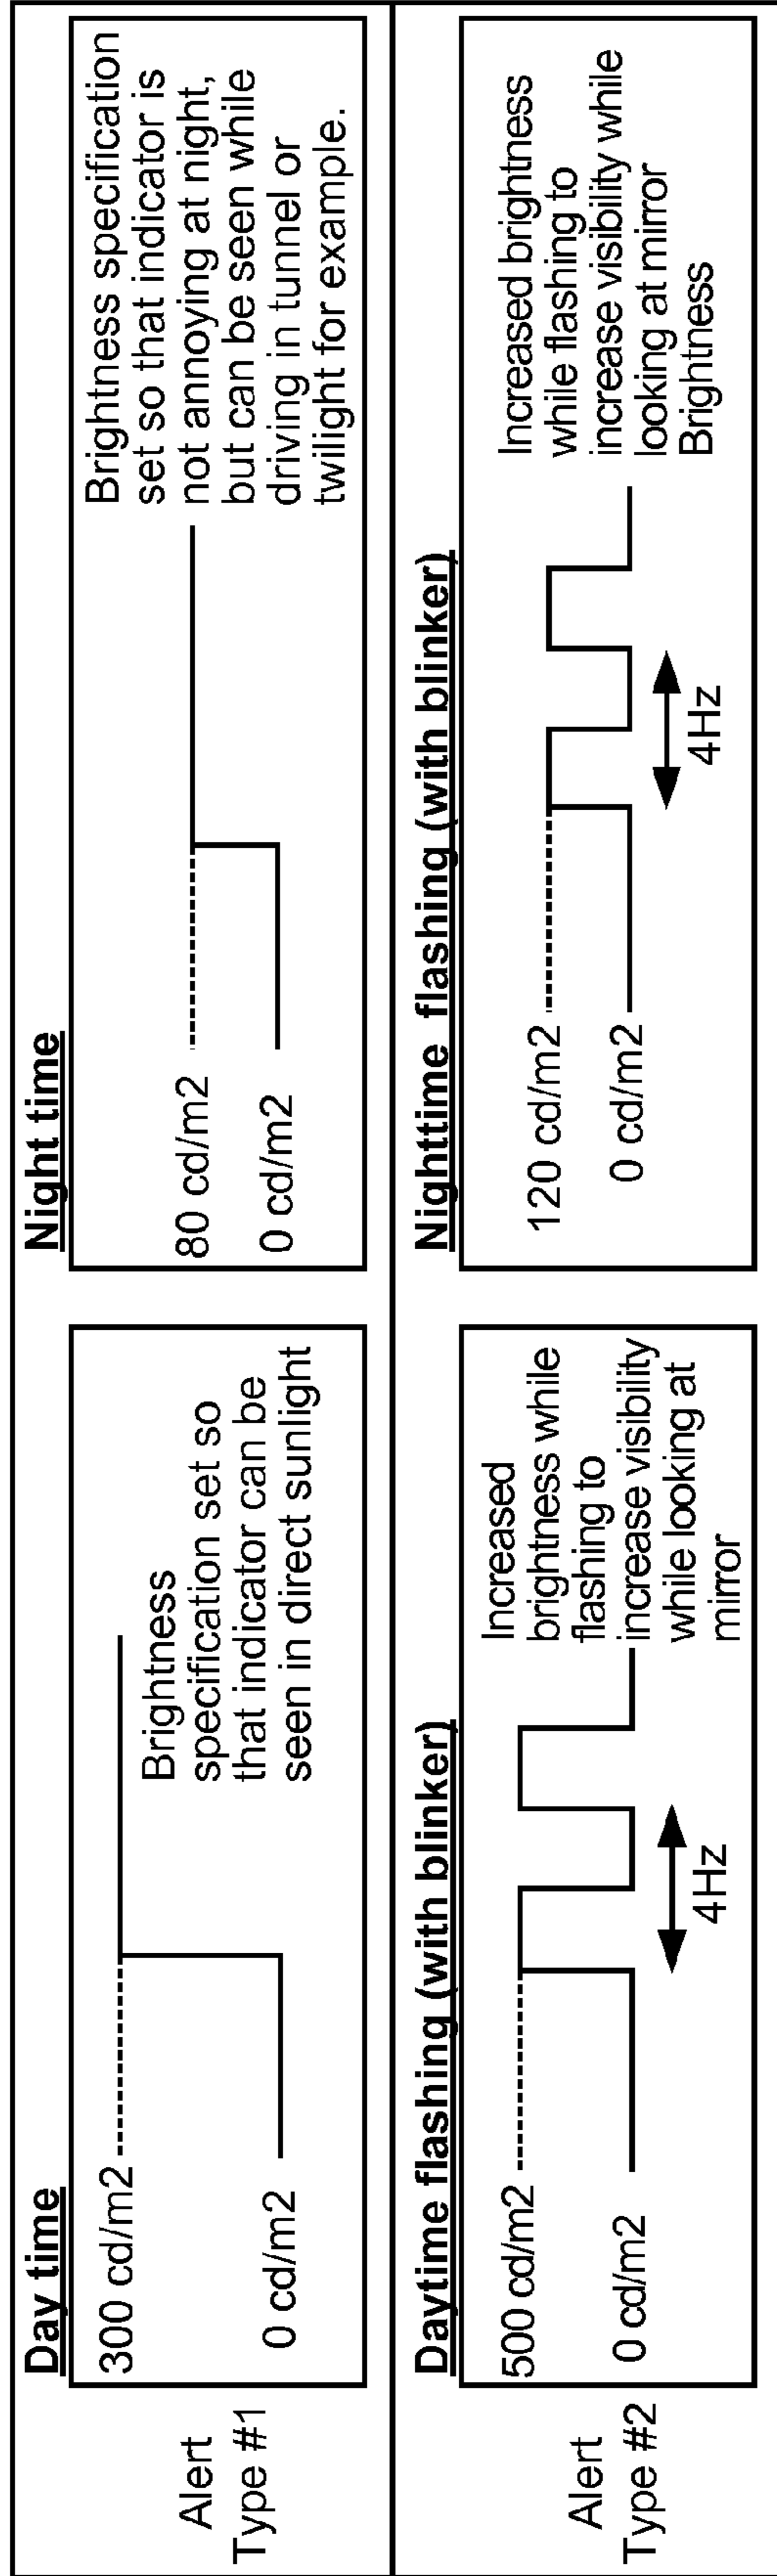 Alert
Type #1
Day time
300 cd/m2
0 cd/m2
Brightness
specification set so
that indicator can be
seen in direct sunlight
Night time
80 cd/m2
0 cd/m2
Brightness specification
set so that indicator is
not annoying at night,
but can be seen while
driving in tunnel or
twilight for example.
Alert
Type #2
Daytime flashing (with blinker)
500 cd/m2
0 cd/m2
4Hz
Increased
brightness while
flashing to
increase visibility
while looking at
mirror
Nighttime flashing (with blinker)
120 cd/m2
0 cd/m2
4Hz
Increased brightness
while flashing to
increase visibility while
looking at mirror
Brightness